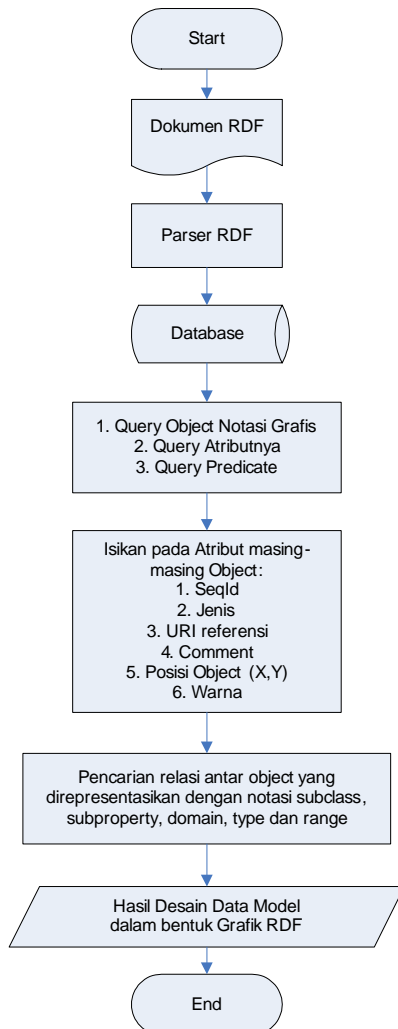 Start
Dokumen RDF
Parser RDF
Database
1. Query Object Notasi Grafis
2. Query Atributnya
3. Query Predicate
Isikan pada Atribut masing-
masing Object:
1. SeqId
2. Jenis
3. URI referensi
4. Comment
5. Posisi Object (X,Y)
6. Warna
Pencarian relasi antar object yang
direpresentasikan dengan notasi subclass,
subproperty, domain, type dan range
Hasil Desain Data Model
dalam bentuk Grafik RDF
End